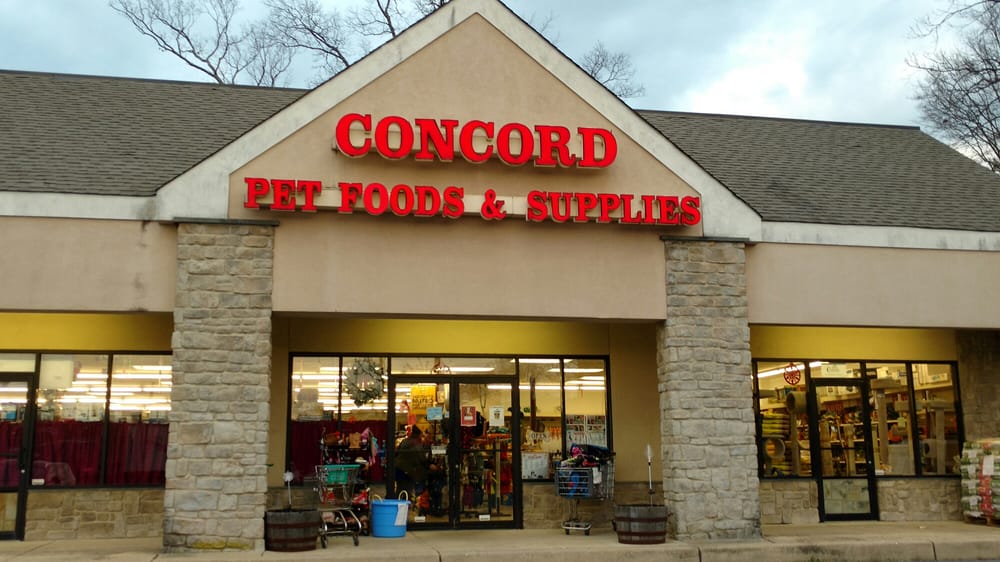 CONCORD
PET FOODS & SUPPLIES